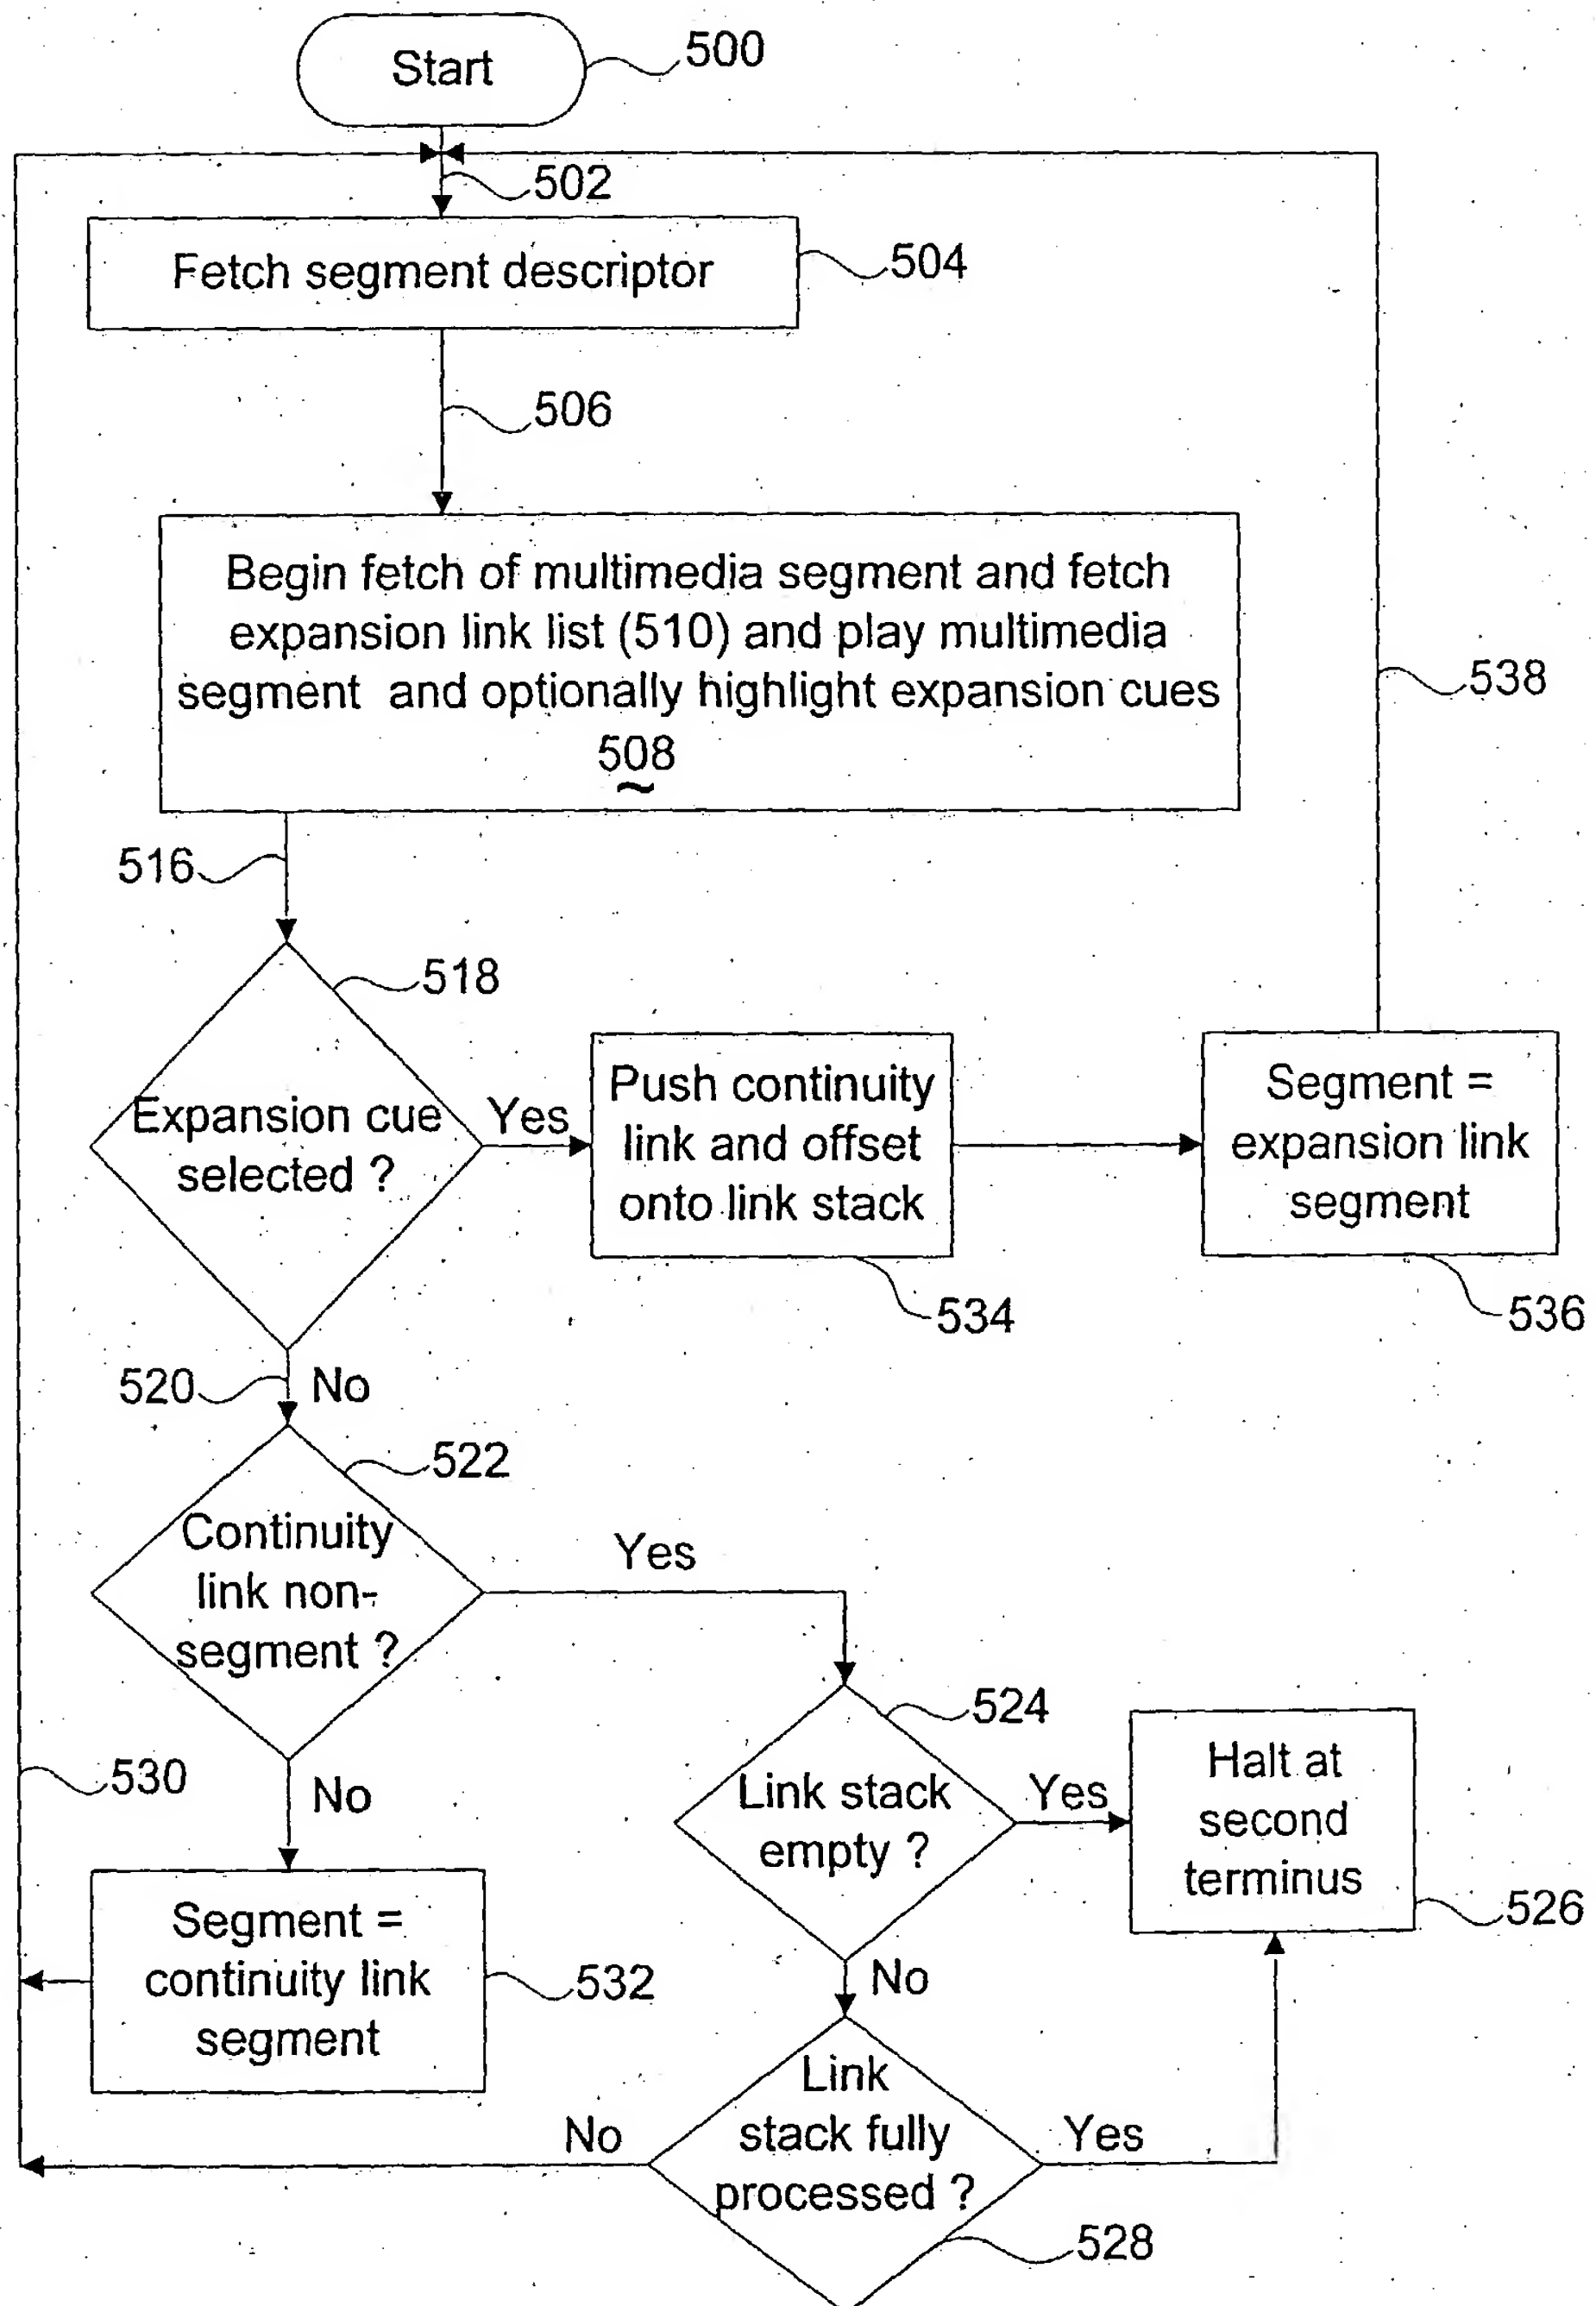 Start
500
502
Fetch segment descriptor
504
506
Begin fetch of multimedia segment and fetch
expansion link list (510) and play multimedia
segment and optionally highlight expansion cues
508
538
516
518
Expansion cue
selected ?
Yes
Push continuity
link and offset
onto link stack
534
Segment =
expansion link
segment
536
520
No
522
Continuity
link non-
segment ?
Yes
524
Link stack
empty ?
Yes
Halt at
second
terminus
526
530
No
Segment =
continuity link
segment
532
No
Link
stack fully
processed ?
No
Yes
528